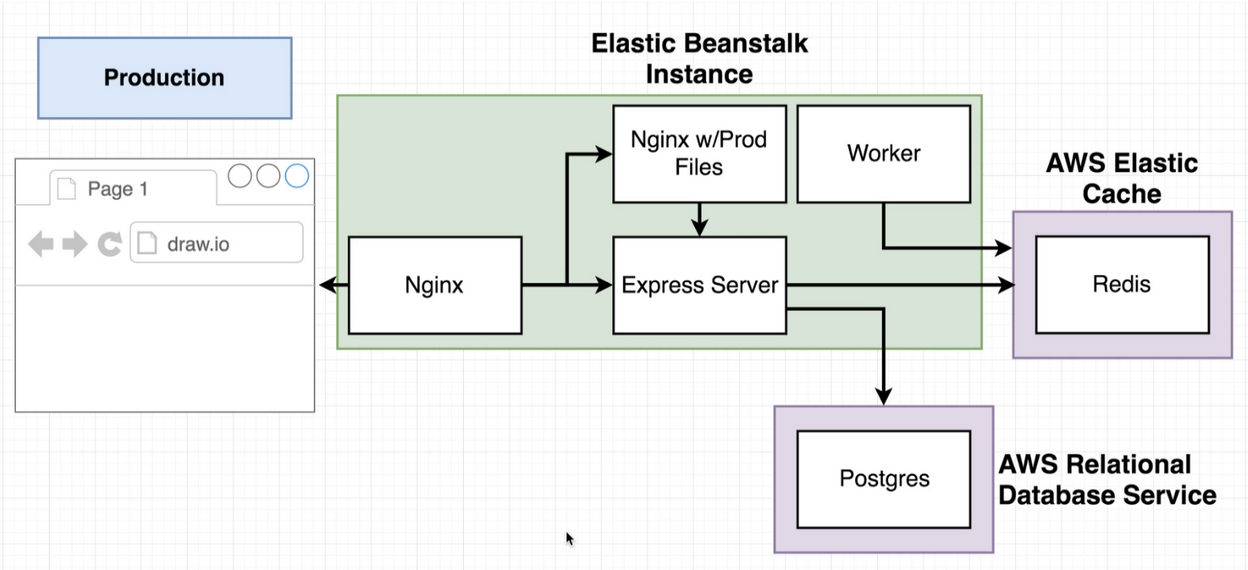 Production
Elastic Beanstalk
Instance
Page 1
draw.io
Nginx
Nginx w/Prod
Files
Worker
Express Server
AWS Elastic
Cache
Redis
Postgres
AWS Relational
Database Service